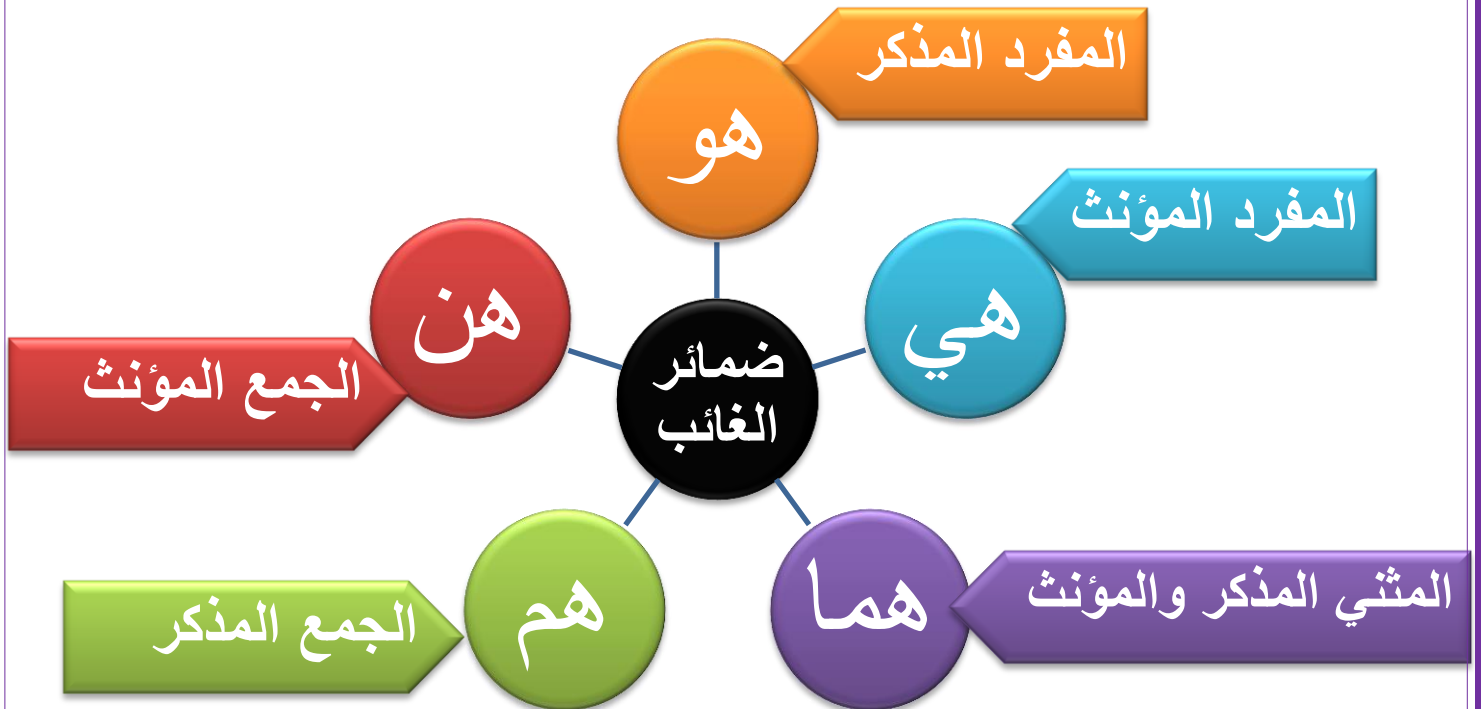 المفرد المذكر
هو
المفرد المؤنث
هي
هن
الجمع المؤنث
ضمائر
الغائب
المثني المذكر والمؤنث
هما
هم
الجمع المذكر